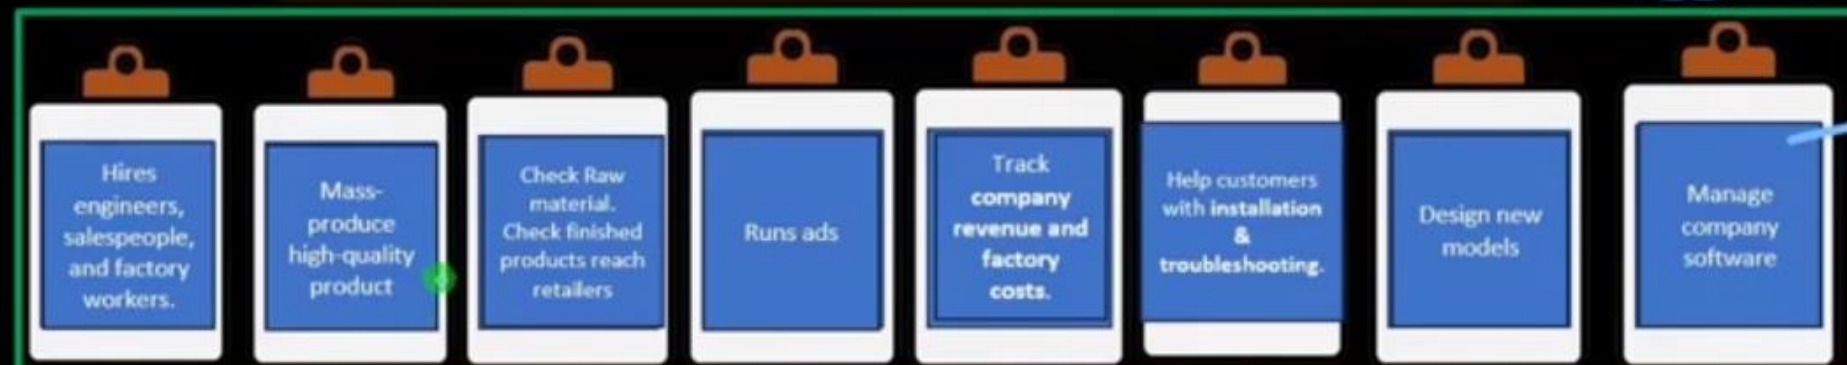 Hires
engineers,
salespeople,
and factory
workers.
Mass-
produce
high-quality
product
Check Raw
material.
Check finished
products reach
retailers
Runs ads
Track
company
revenue and
factory
costs.
Help customers
with installation
&
troubleshooting.
Design new
models
Manage
company
software